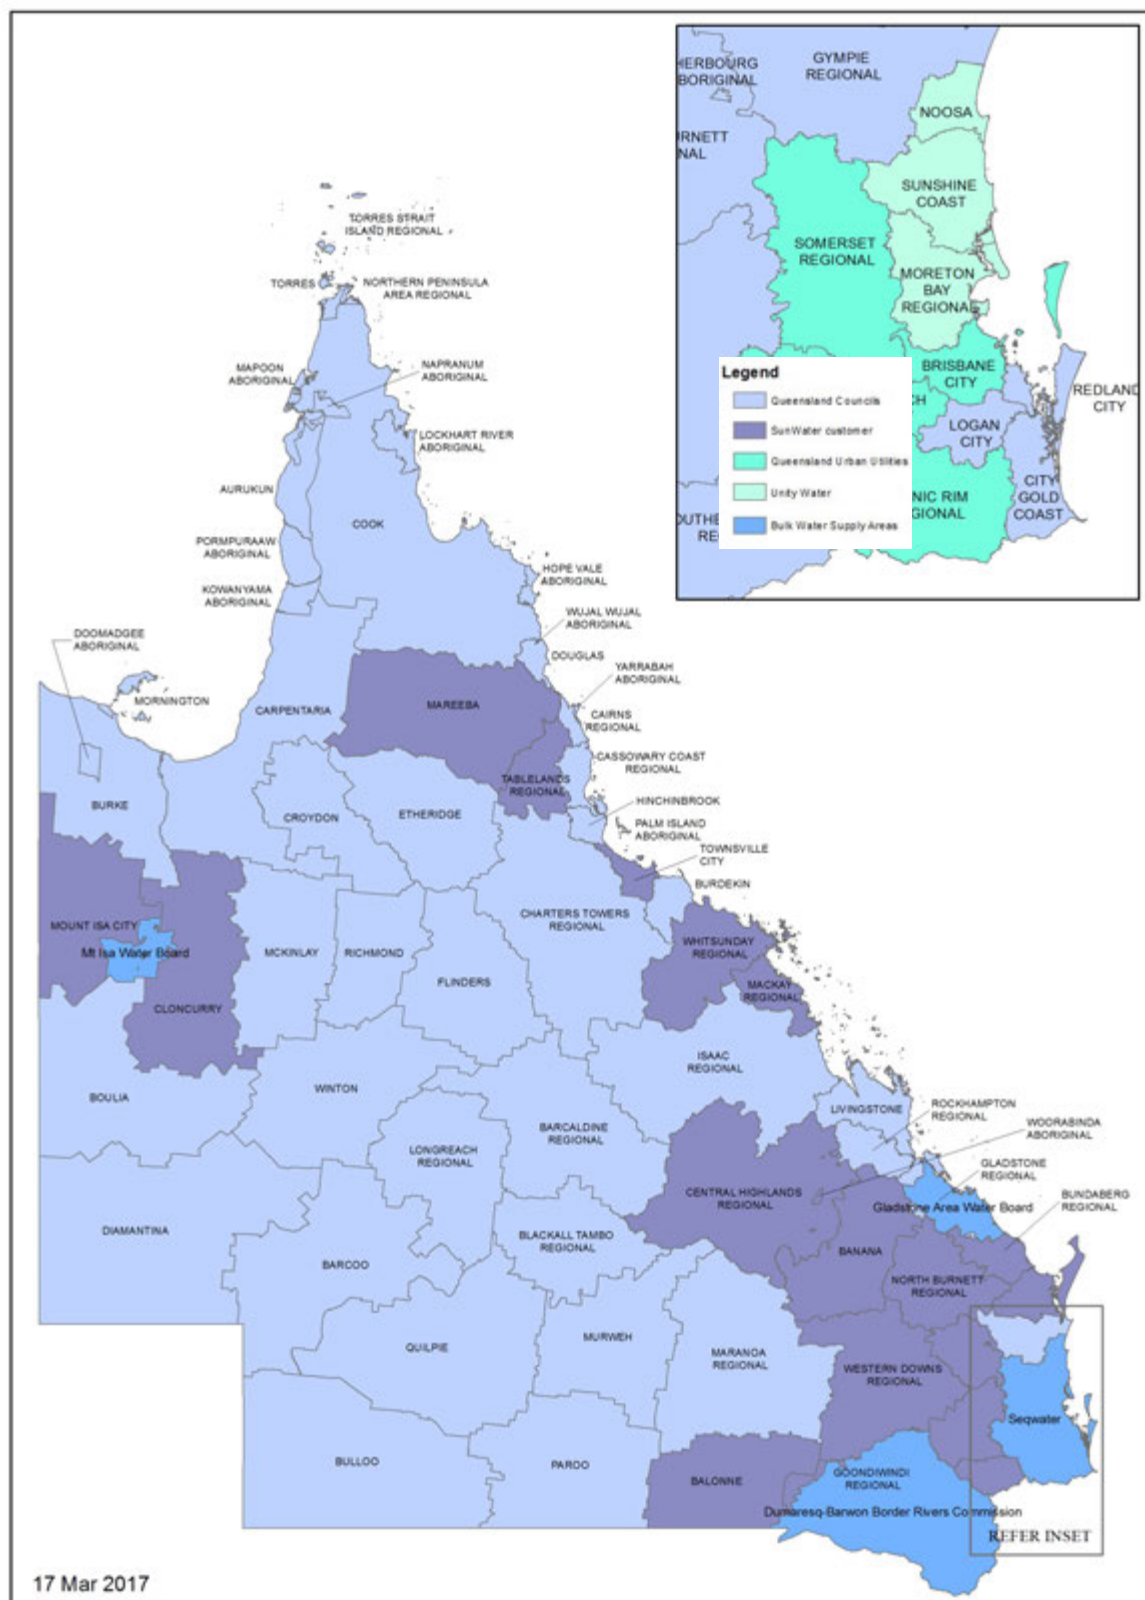 GYMPIE
REGIONAL
HERBOURG
BORIGINAL
NOOSA
RNETT
NAL
SUNSHINE
COAST
SOMERSET
REGIONAL
MORETON
BAY
REGIONAL
BRISBANE
CITY
REDLAND
CITY
CH
LOGAN
CITY
CITY
GOLD
COAST
NIC RIM
GIONAL
OUTHE
RE
Legend
Queensland Councils
SunWater customer
Queensland Urban Utilities
Unity Water
Bulk Water Supply Areas
TORRES STRAIT
ISLAND REGIONAL
TORRES
NORTHERN PENINSULA
AREA REGIONAL
MAPOON
ABORIGINAL
NAPRANUM
ABORIGINAL
LOCKHART RIVER
ABORIGINAL
AURUKUN
COOK
PORMPURAAW
ABORIGINAL
KOWANYAMA
ABORIGINAL
HOPE VALE
ABORIGINAL
WUJAL WUJAL
ABORIGINAL
DOOMADGEE
ABORIGINAL
DOUGLAS
YARRABAH
ABORIGINAL
MORNINGTON
CARPENTARIA
MAREEBA
CAIRNS
REGIONAL
CASSOWARY COAST
REGIONAL
TABLELANDS
REGIONAL
BURKE
CROYDON
ETHERIDGE
HINCHINBROOK
PALM ISLAND
ABORIGINAL
TOWNSVILLE
CITY
BURDEKIN
CHARTERS TOWERS
REGIONAL
MOUNT ISA CITY
Mt Isa Water Board
MCKINLAY
RICHMOND
FLINDERS
WHITSUNDAY
REGIONAL
MACKAY
REGIONAL
CLONCURRY
ISAAC
REGIONAL
BOULIA
WINTON
LIVINGSTONE
ROCKHAMPTON
REGIONAL
WOORABINDA
ABORIGINAL
BARCALDINE
REGIONAL
LONGREACH
REGIONAL
GLADSTONE
REGIONAL
BUNDABERG
REGIONAL
CENTRAL HIGHLANDS
REGIONAL
Gladstone Area Water Board
DIAMANTINA
BLACKALL TAMBO
REGIONAL
BARCOO
BANANA
NORTH BURNETT
REGIONAL
QUILPIE
MURWEH
MARANOA
REGIONAL
WESTERN DOWNS
REGIONAL
Seqwater
BULLOO
PAROO
BALONNE
GOONDIWINDI
REGIONAL
Dumaresq-Barwon Border Rivers Commission
REFER INSET
17 Mar 2017